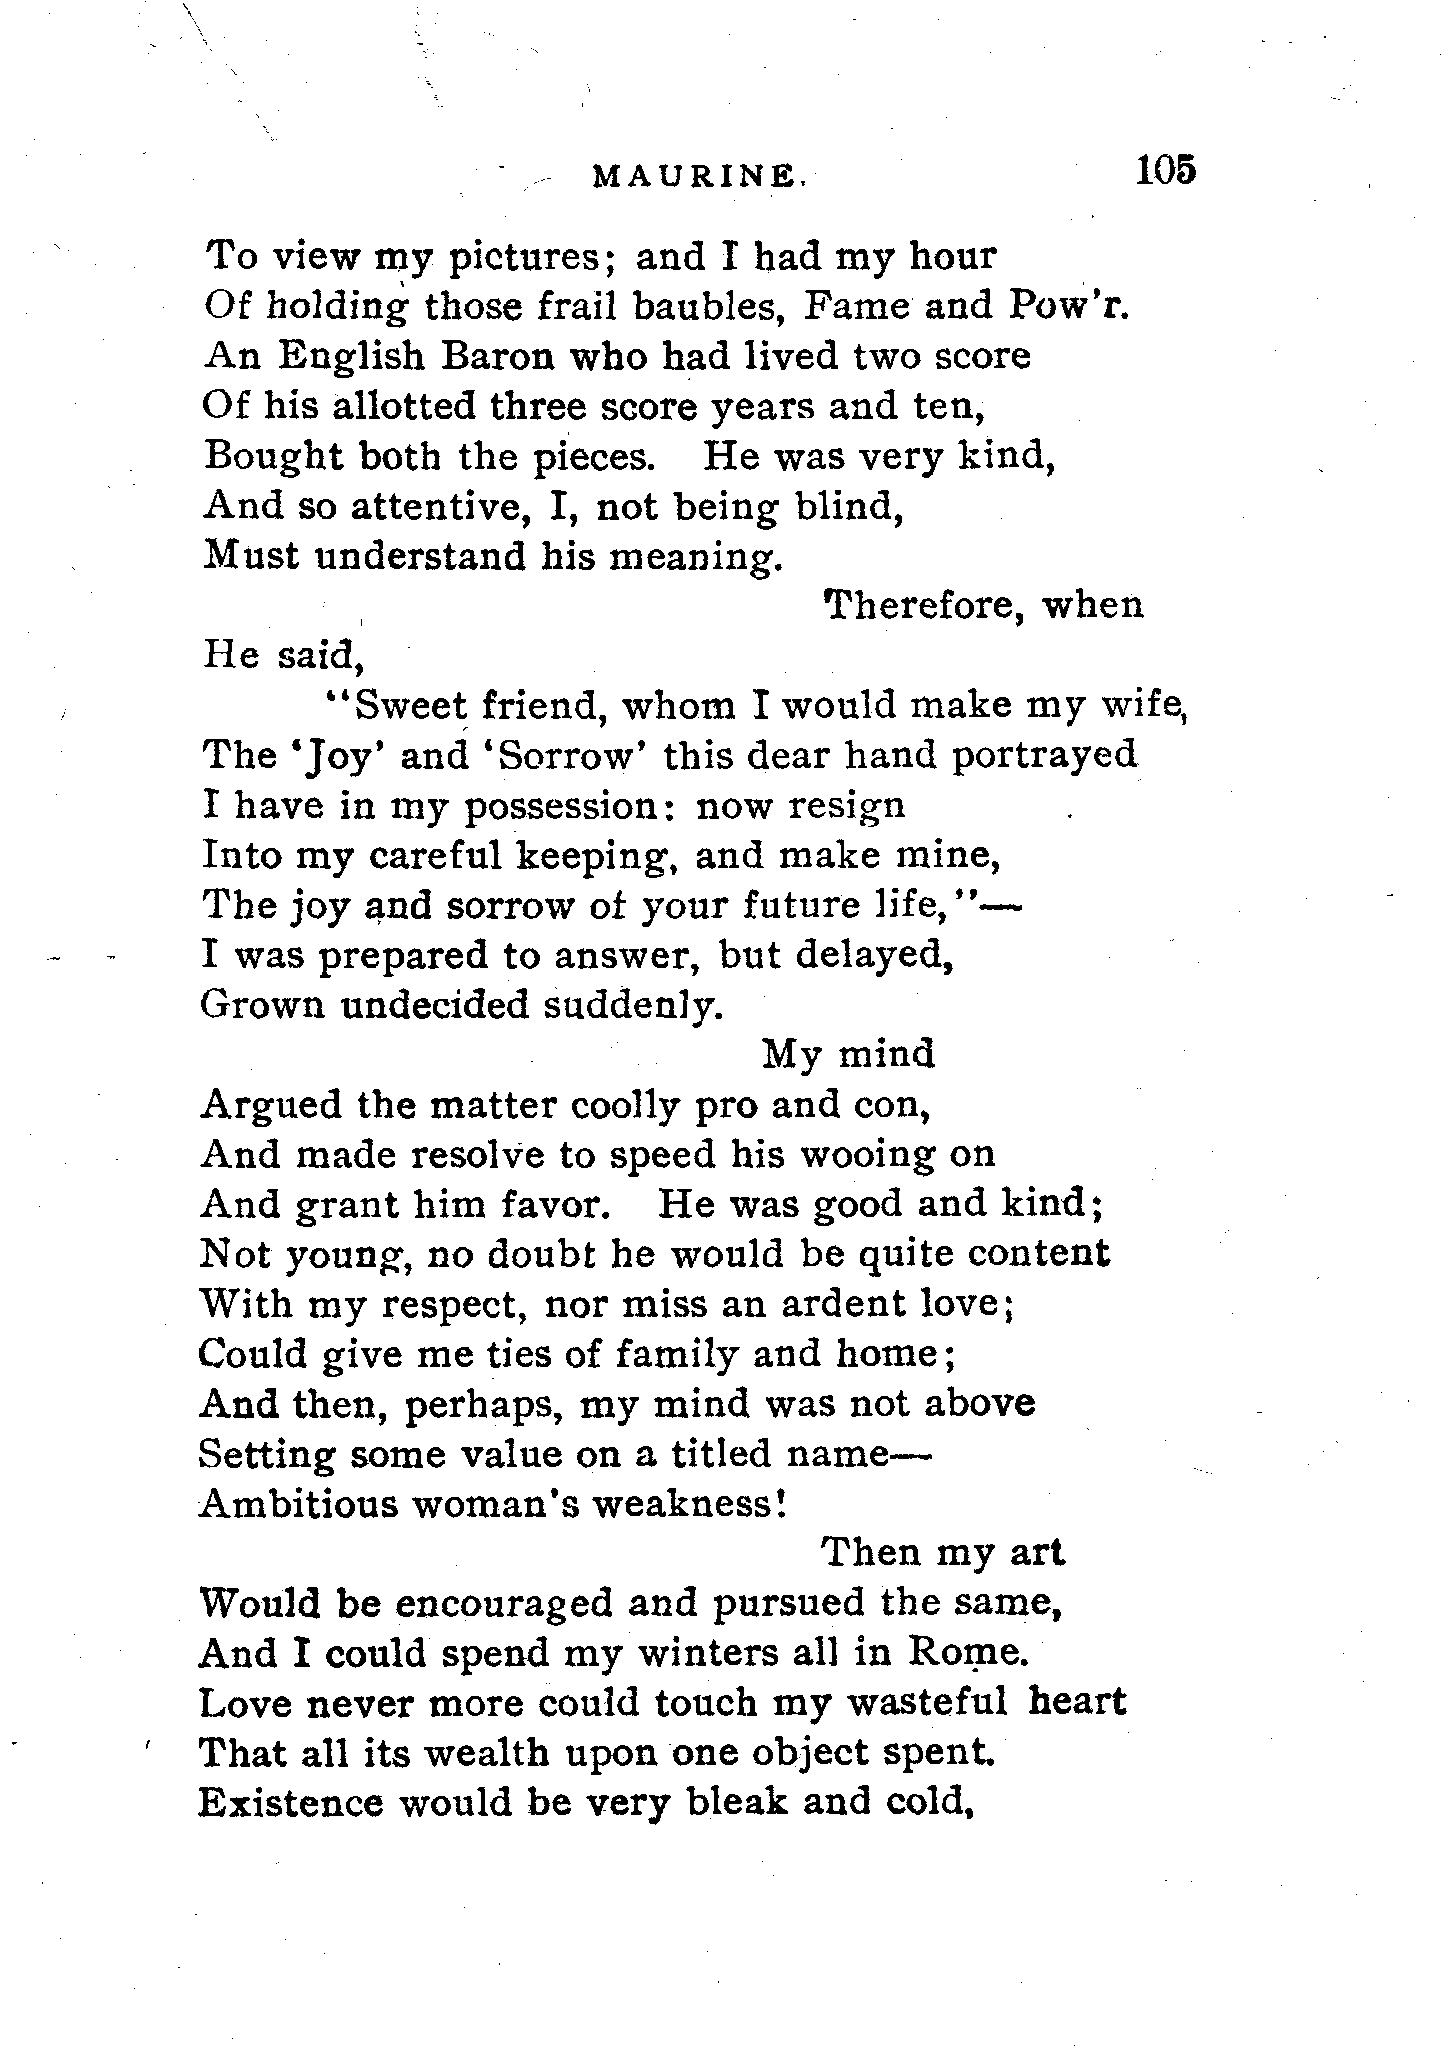 MAURINE. 105
To view my pictures; and I had my hour
Of holding those frail baubles, Fame and Pow'r.
An English Baron who had lived two score
Of his allotted three score years and ten,
Bought both the pieces. He was very kind,
And so attentive, I, not being blind,
Must understand his meaning.
Therefore, when
He said,
"Sweet friend, whom I would make my wife,
The 'Joy' and 'Sorrow' this dear hand portrayed
I have in my possession: now resign
Into my careful keeping, and make mine,
The joy and sorrow of your future life,"—
I was prepared to answer, but delayed,
Grown undecided suddenly.
My mind
Argued the matter coolly pro and con,
And made resolve to speed his wooing on
And grant him favor. He was good and kind;
Not young, no doubt he would be quite content
With my respect, nor miss an ardent love;
Could give me ties of family and home;
And then, perhaps, my mind was not above
Setting some value on a titled name—
Ambitious woman's weakness!
Then my art
Would be encouraged and pursued the same,
And I could spend my winters all in Rome.
Love never more could touch my wasteful heart
That all its wealth upon one object spent.
Existence would be very bleak and cold,